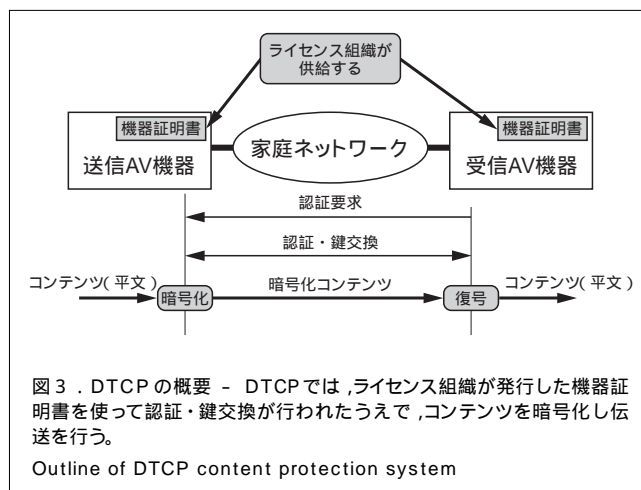 ライセンス組織が
供給する
機器証明書
機器証明書
送信AV機器
家庭ネットワーク
受信AV機器
認証要求
認証・鍵交換
コンテンツ(平文)
暗号化コンテンツ
コンテンツ(平文)
暗号化
復号
図3．DTCPの概要 － DTCPでは，ライセンス組織が発行した機器証
明書を使って認証・鍵交換が行われたうえで，コンテンツを暗号化し伝
送を行う。
Outline of DTCP content protection system